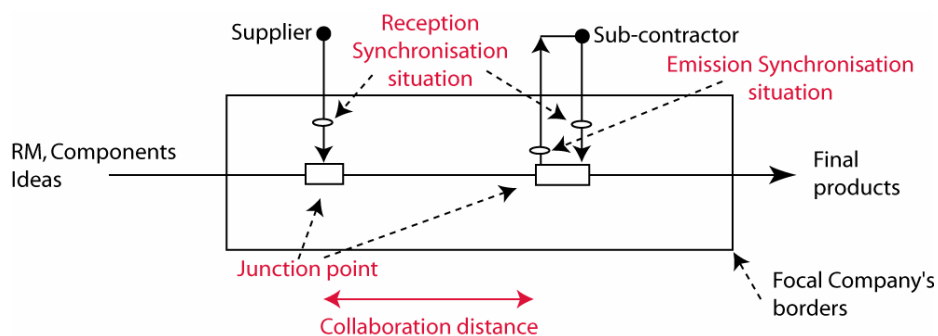 Supplier
Reception
Synchronisation
situation
Sub-contractor
Emission Synchronisation
situation
RM, Components
Ideas
Final
products
Junction point
Focal Company's
borders
Collaboration distance